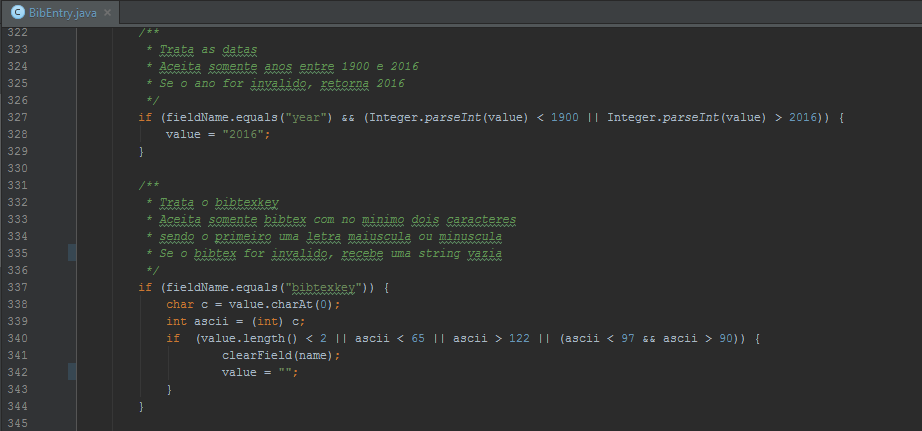 BibEntry.java
322 /**
323 * Trata as datas
324 * Aceita somente anos entre 1900 e 2016
325 * Se o ano for invalido, retorna 2016
326 */
327 if (fieldName.equals("year") && (Integer.parseInt(value) < 1900 || Integer.parseInt(value) > 2016)) {
328 value = "2016";
329 }
330
331 /**
332 * Trata o bibtexkey
333 * Aceita somente bibtex com no minimo dois caracteres
334 * sendo o primeiro uma letra maiuscula ou minuscula
335 * Se o bibtex for invalido, recebe uma string vazia
336 */
337 if (fieldName.equals("bibtexkey")) {
338 char c = value.charAt(0);
339 int ascii = (int) c;
340 if (value.length() < 2 || ascii < 65 || ascii > 122 || (ascii < 97 && ascii > 90)) {
341 clearField(name);
342 value = "";
343 }
344 }
345